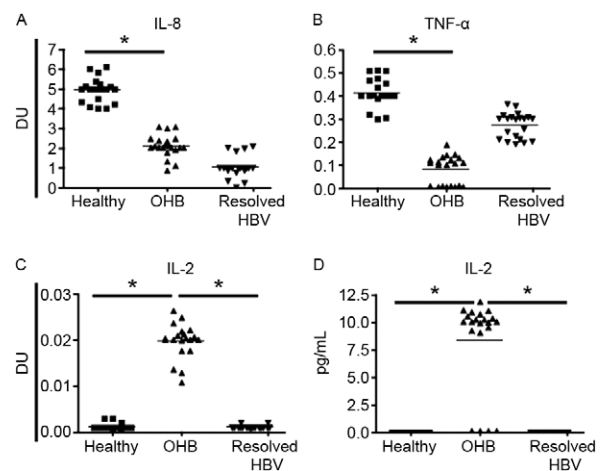 A
IL-8
*
DU
7
6
5
4
3
2
1
0
Healthy
OHB
Resolved
HBV
B
TNF-α
*
0.6
0.5
0.4
0.3
0.2
0.1
0.0
Healthy
OHB
Resolved
HBV
C
IL-2
*
*
DU
0.03
0.02
0.01
0.00
Healthy
OHB
Resolved
HBV
D
IL-2
*
*
pg/mL
12.5
10.0
7.5
5.0
2.5
0.0
Healthy
OHB
Resolved
HBV